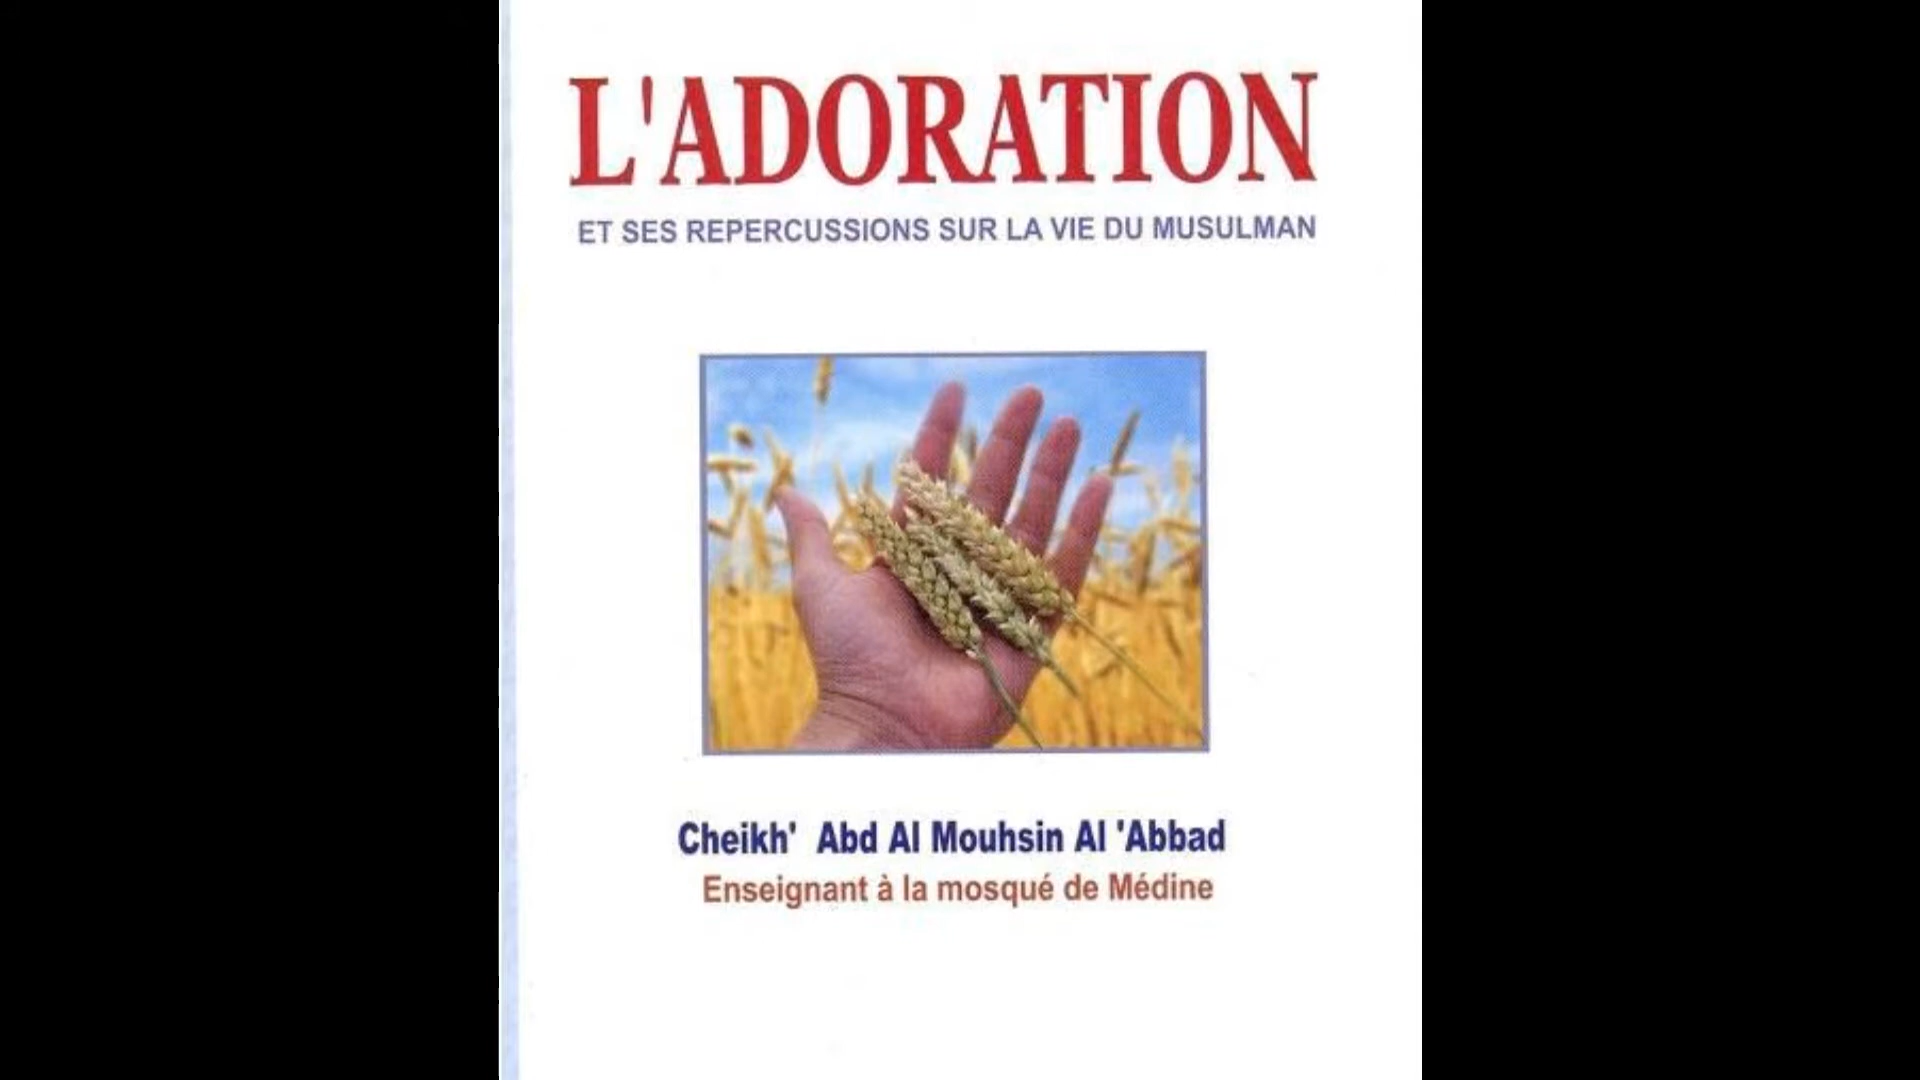 L'ADORATION
ET SES REPERCUSSIONS SUR LA VIE DU MUSULMAN
Cheikh' Abd Al Mouhsin Al 'Abbad
Enseignant à la mosqué de Médine